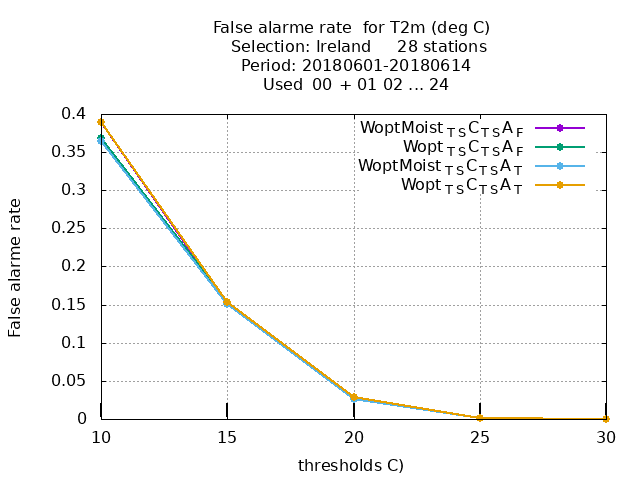 False alarme rate  for T2m (deg C)
Selection: Ireland     28 stations
Period: 20180601-20180614
Used  00 + 01 02 ... 24
WoptMoist TS C TS A F
Wopt TS C TS A F
WoptMoist TS C TS A T
Wopt TS C TS A T
0.4
0.35
0.3
0.25
0.2
0.15
0.1
0.05
0
False alarme rate
10 15 20 25 30
thresholds C)